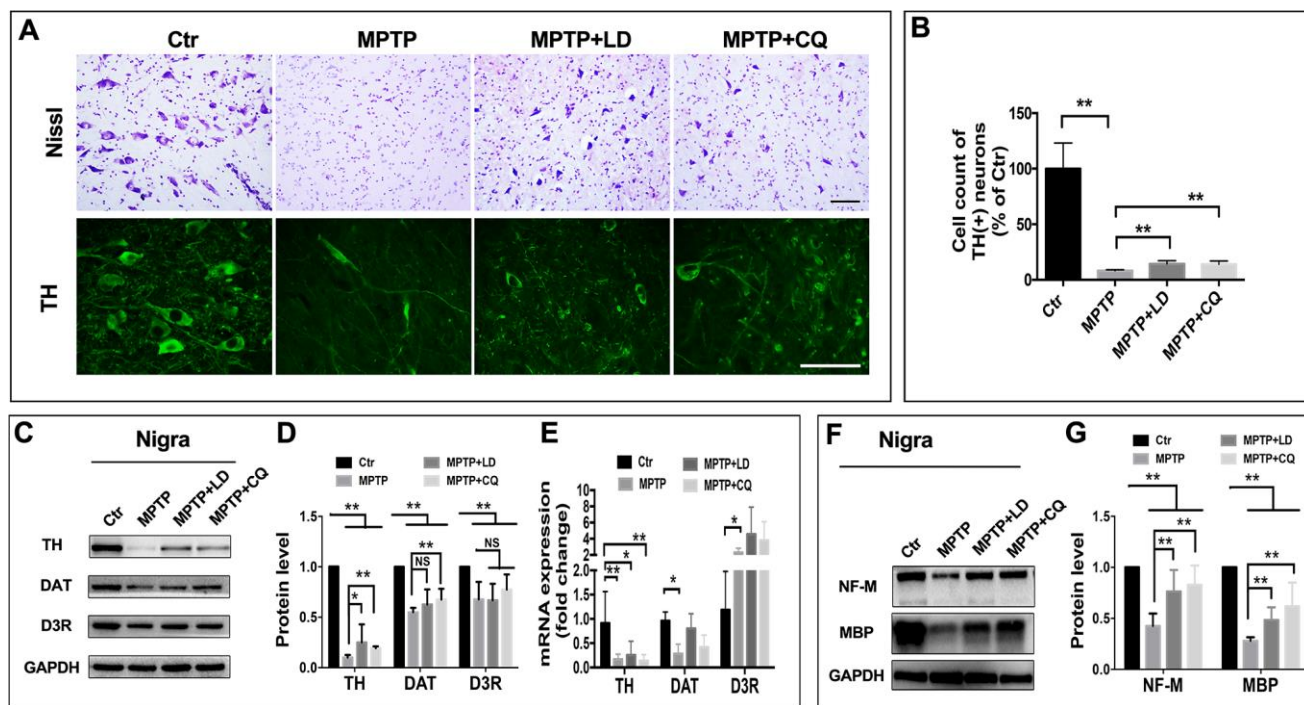 A
Ctr
MPTP
MPTP+LD
MPTP+CQ
Nissl
TH
B
Cell count of
TH(+) neurons
(% of Ctr)
150
100
50
0
**
**
**
Ctr
MPTP
MPTP+LD
MPTP+CQ
C
Nigra
Ctr
MPTP
MPTP+LD
MPTP+CQ
TH
DAT
D3R
GAPDH
D
Ctr
MPTP
MPTP+LD
MPTP+CQ
Protein level
1.5
1.0
0.5
0.0
**
**
**
**
*
**
NS
NS
NS
TH
DAT
D3R
E
Ctr
MPTP
MPTP+LD
MPTP+CQ
mRNA expression
(fold change)
10
8
6
4
2
2.0
1.5
1.0
0.5
0.0
**
*
**
*
*
TH
DAT
D3R
F
Nigra
Ctr
MPTP
MPTP+LD
MPTP+CQ
NF-M
MBP
GAPDH
G
Ctr
MPTP
MPTP+LD
MPTP+CQ
Protein level
1.5
1.0
0.5
0.0
**
**
**
**
**
**
NF-M
MBP